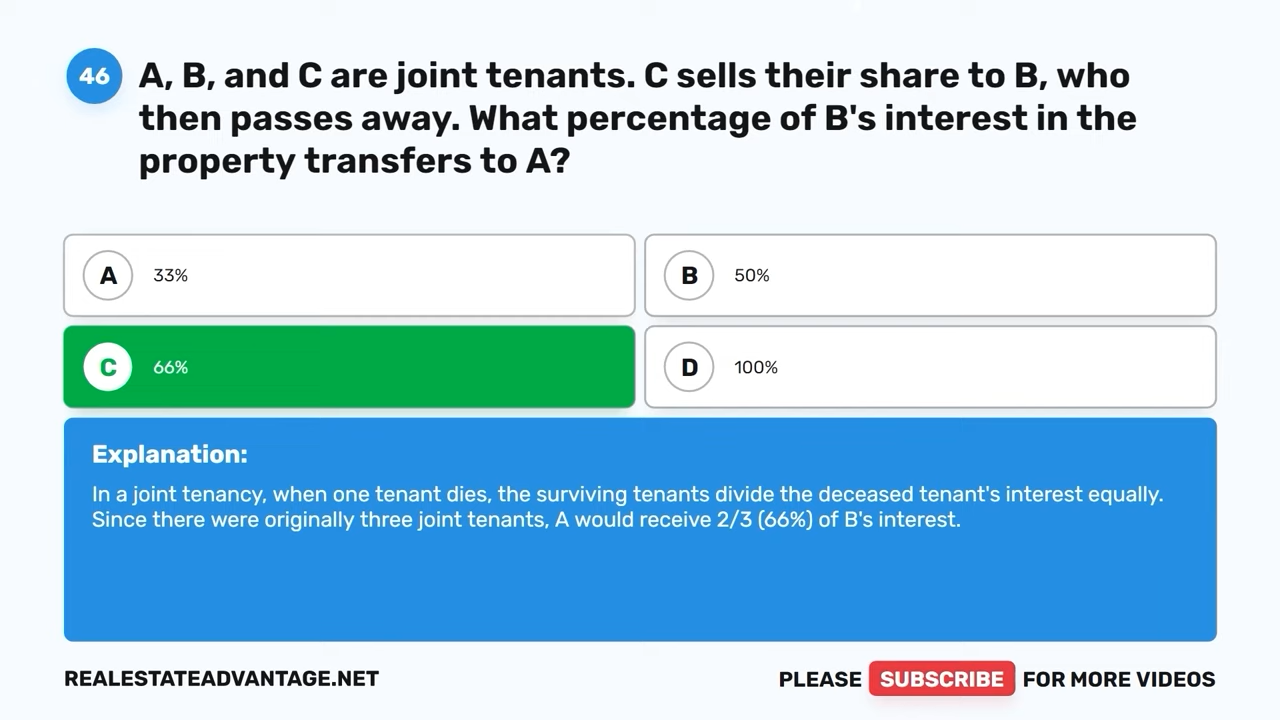 46
A, B, and C are joint tenants. C sells their share to B, who
then passes away. What percentage of B's interest in the
property transfers to A?
A 33%
B 50%
C 66%
D 100%
Explanation:
In a joint tenancy, when one tenant dies, the surviving tenants divide the deceased tenant's interest equally.
Since there were originally three joint tenants, A would receive 2/3 (66%) of B's interest.
REALESTATEADVANTAGE.NET
PLEASE SUBSCRIBE FOR MORE VIDEOS